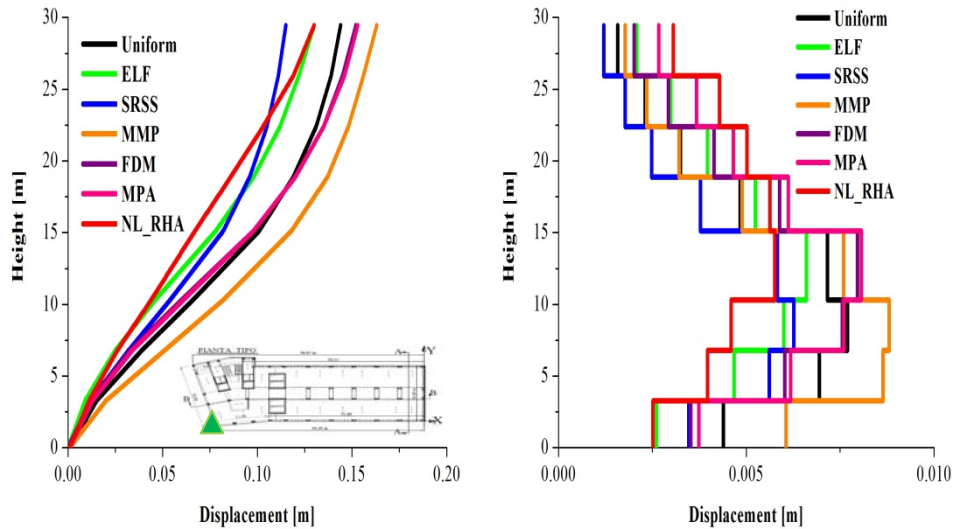 30
25
20
15
10
5
0
Height [m]
Uniform
ELF
SRSS
MMP
FDM
MPA
NL_RHA
PIANTA TIPO
A
Y
B
B
X
A
0.00
0.05
0.10
0.15
0.20
Displacement [m]
30
25
20
15
10
5
0
Height [m]
Uniform
ELF
SRSS
MMP
FDM
MPA
NL_RHA
0.000
0.005
0.010
Displacement [m]